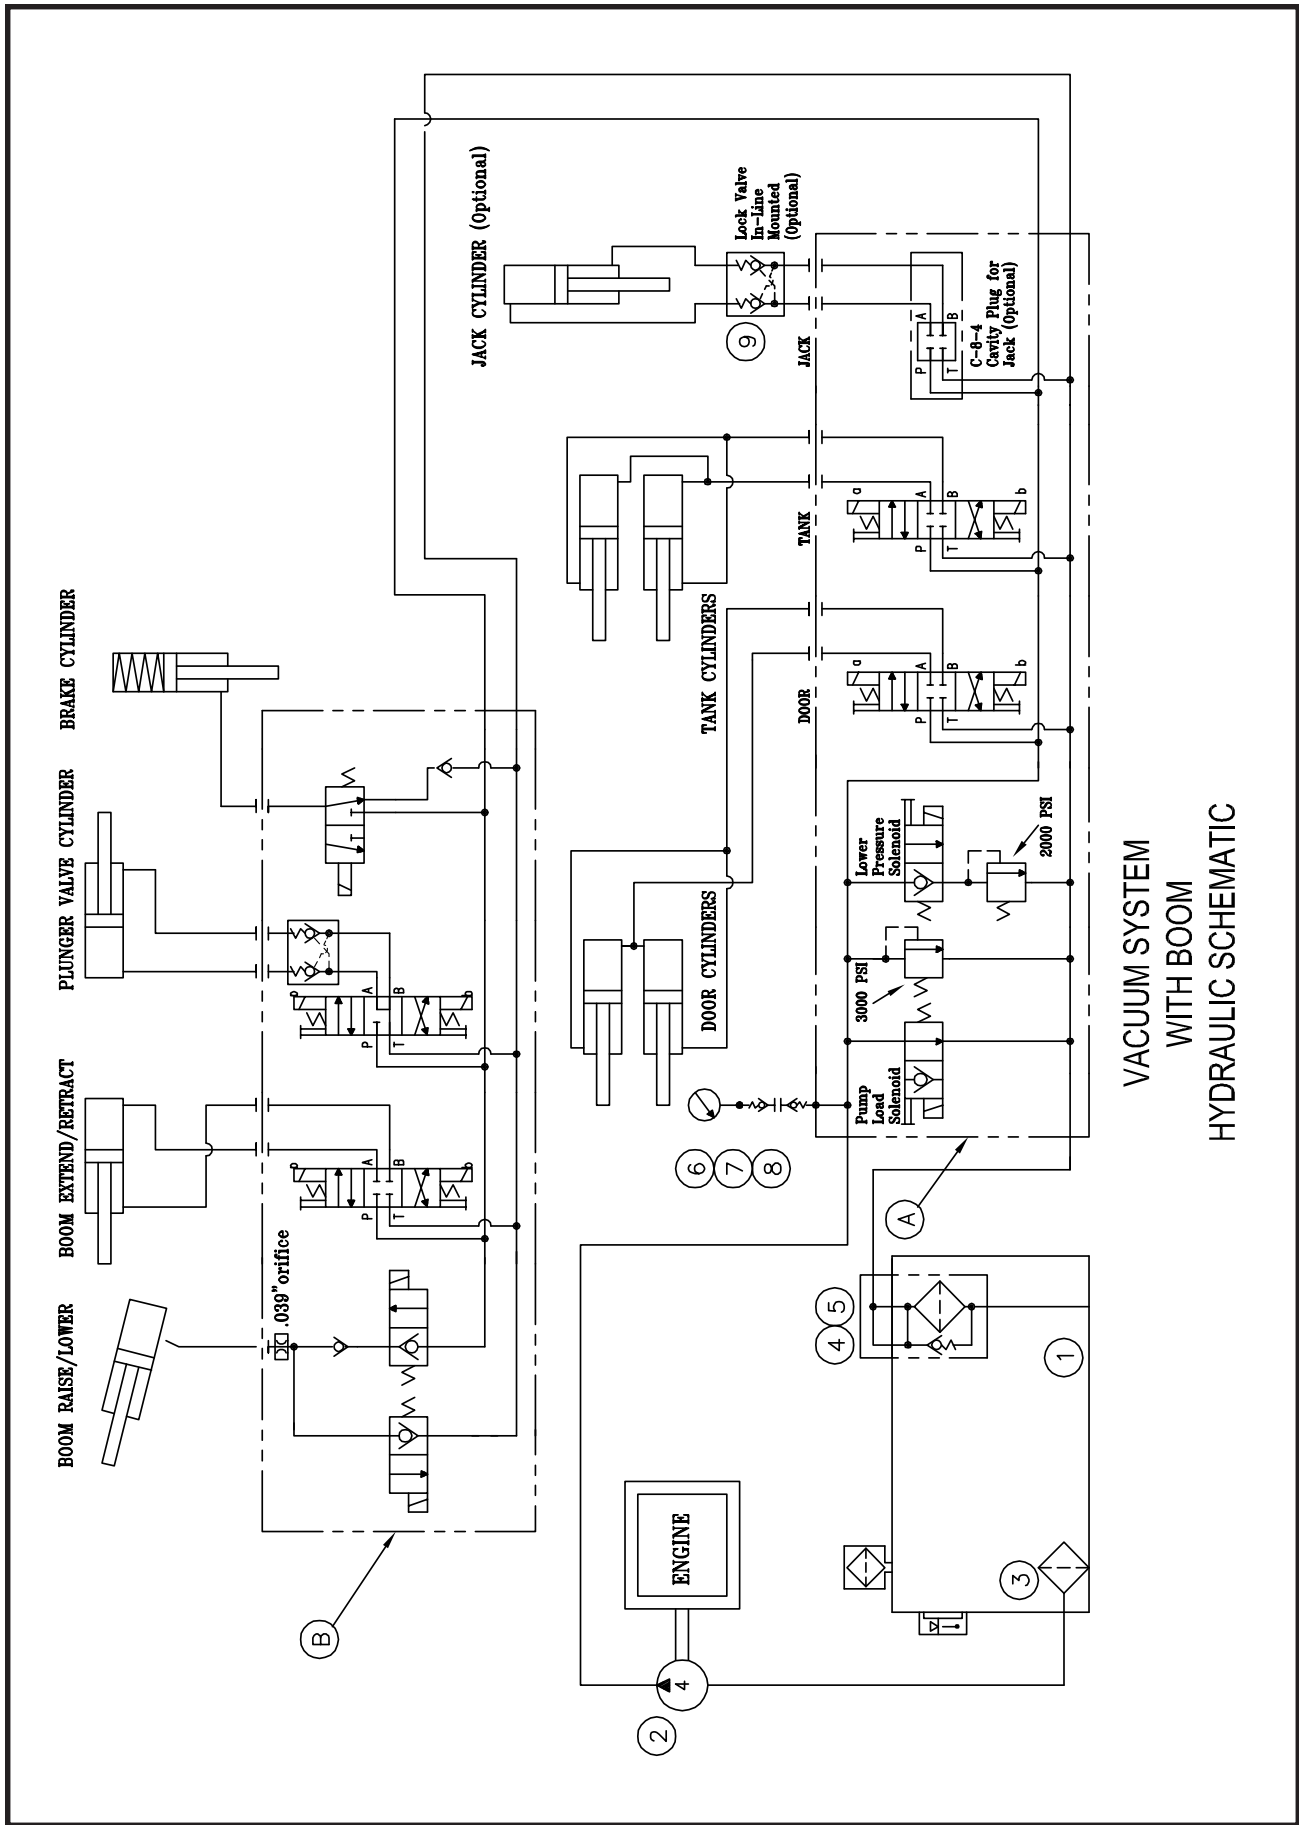 BOOM RAISE/LOWER
BOOM EXTEND/RETRACT
PLUNGER VALVE CYLINDER
BRAKE CYLINDER
.039"orifice
P
A
T
B
P
A
T
B
B
JACK CYLINDER (Optional)
2
4
ENGINE
6
7
8
DOOR CYLINDERS
TANK CYLINDERS
9
Lock Valve
In-Line
Mounted
(Optional)
DOOR
TANK
JACK
4
5
Pump
Load
Solenoid
3000 PSI
Lower
Pressure
Solenoid
2000 PSI
a
b
P
A
T
B
a
b
P
A
T
B
P
A
T
B
C-8-4
Cavity Plug for
Jack (Optional)
A
3
1
VACUUM SYSTEM
WITH BOOM
HYDRAULIC SCHEMATIC